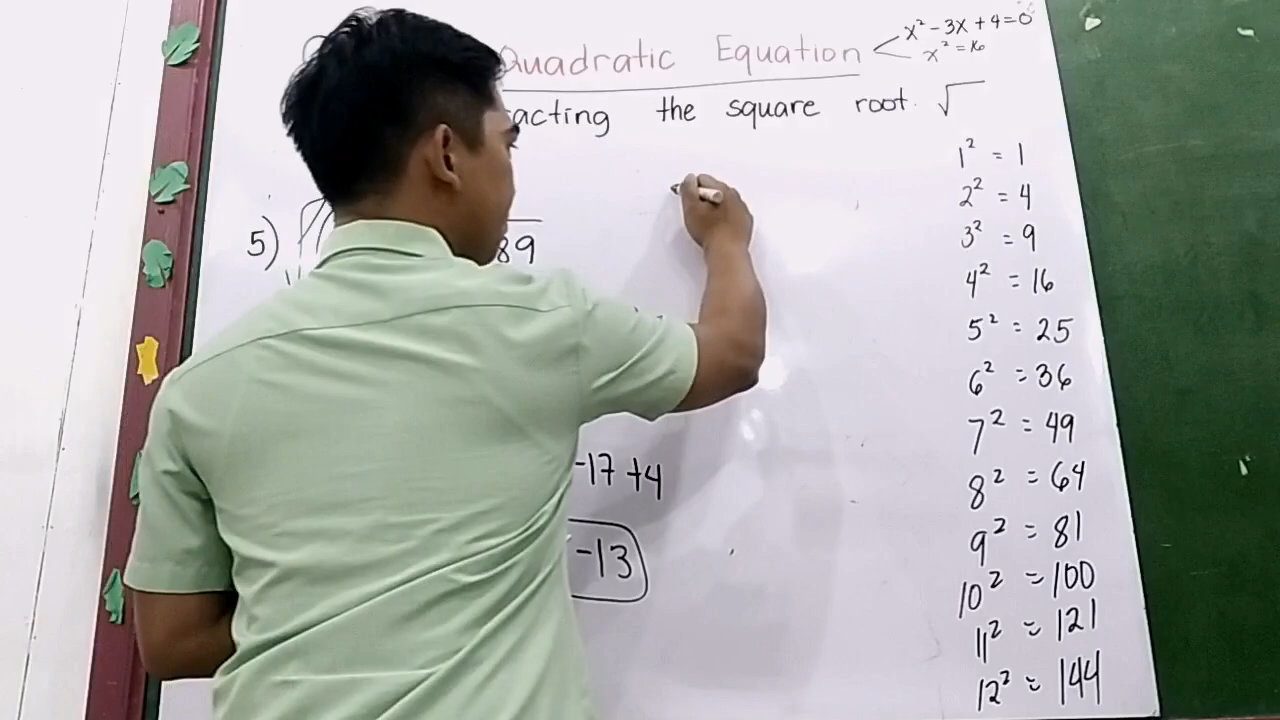 Quadratic Equation
x² - 3x + 4 = 0
x² = 16
acting the square root. √
5)
89
-17 +4
-13
1² = 1
2² = 4
3² = 9
4² = 16
5² = 25
6² = 36
7² = 49
8² = 64
9² = 81
10² = 100
11² = 121
12² = 144